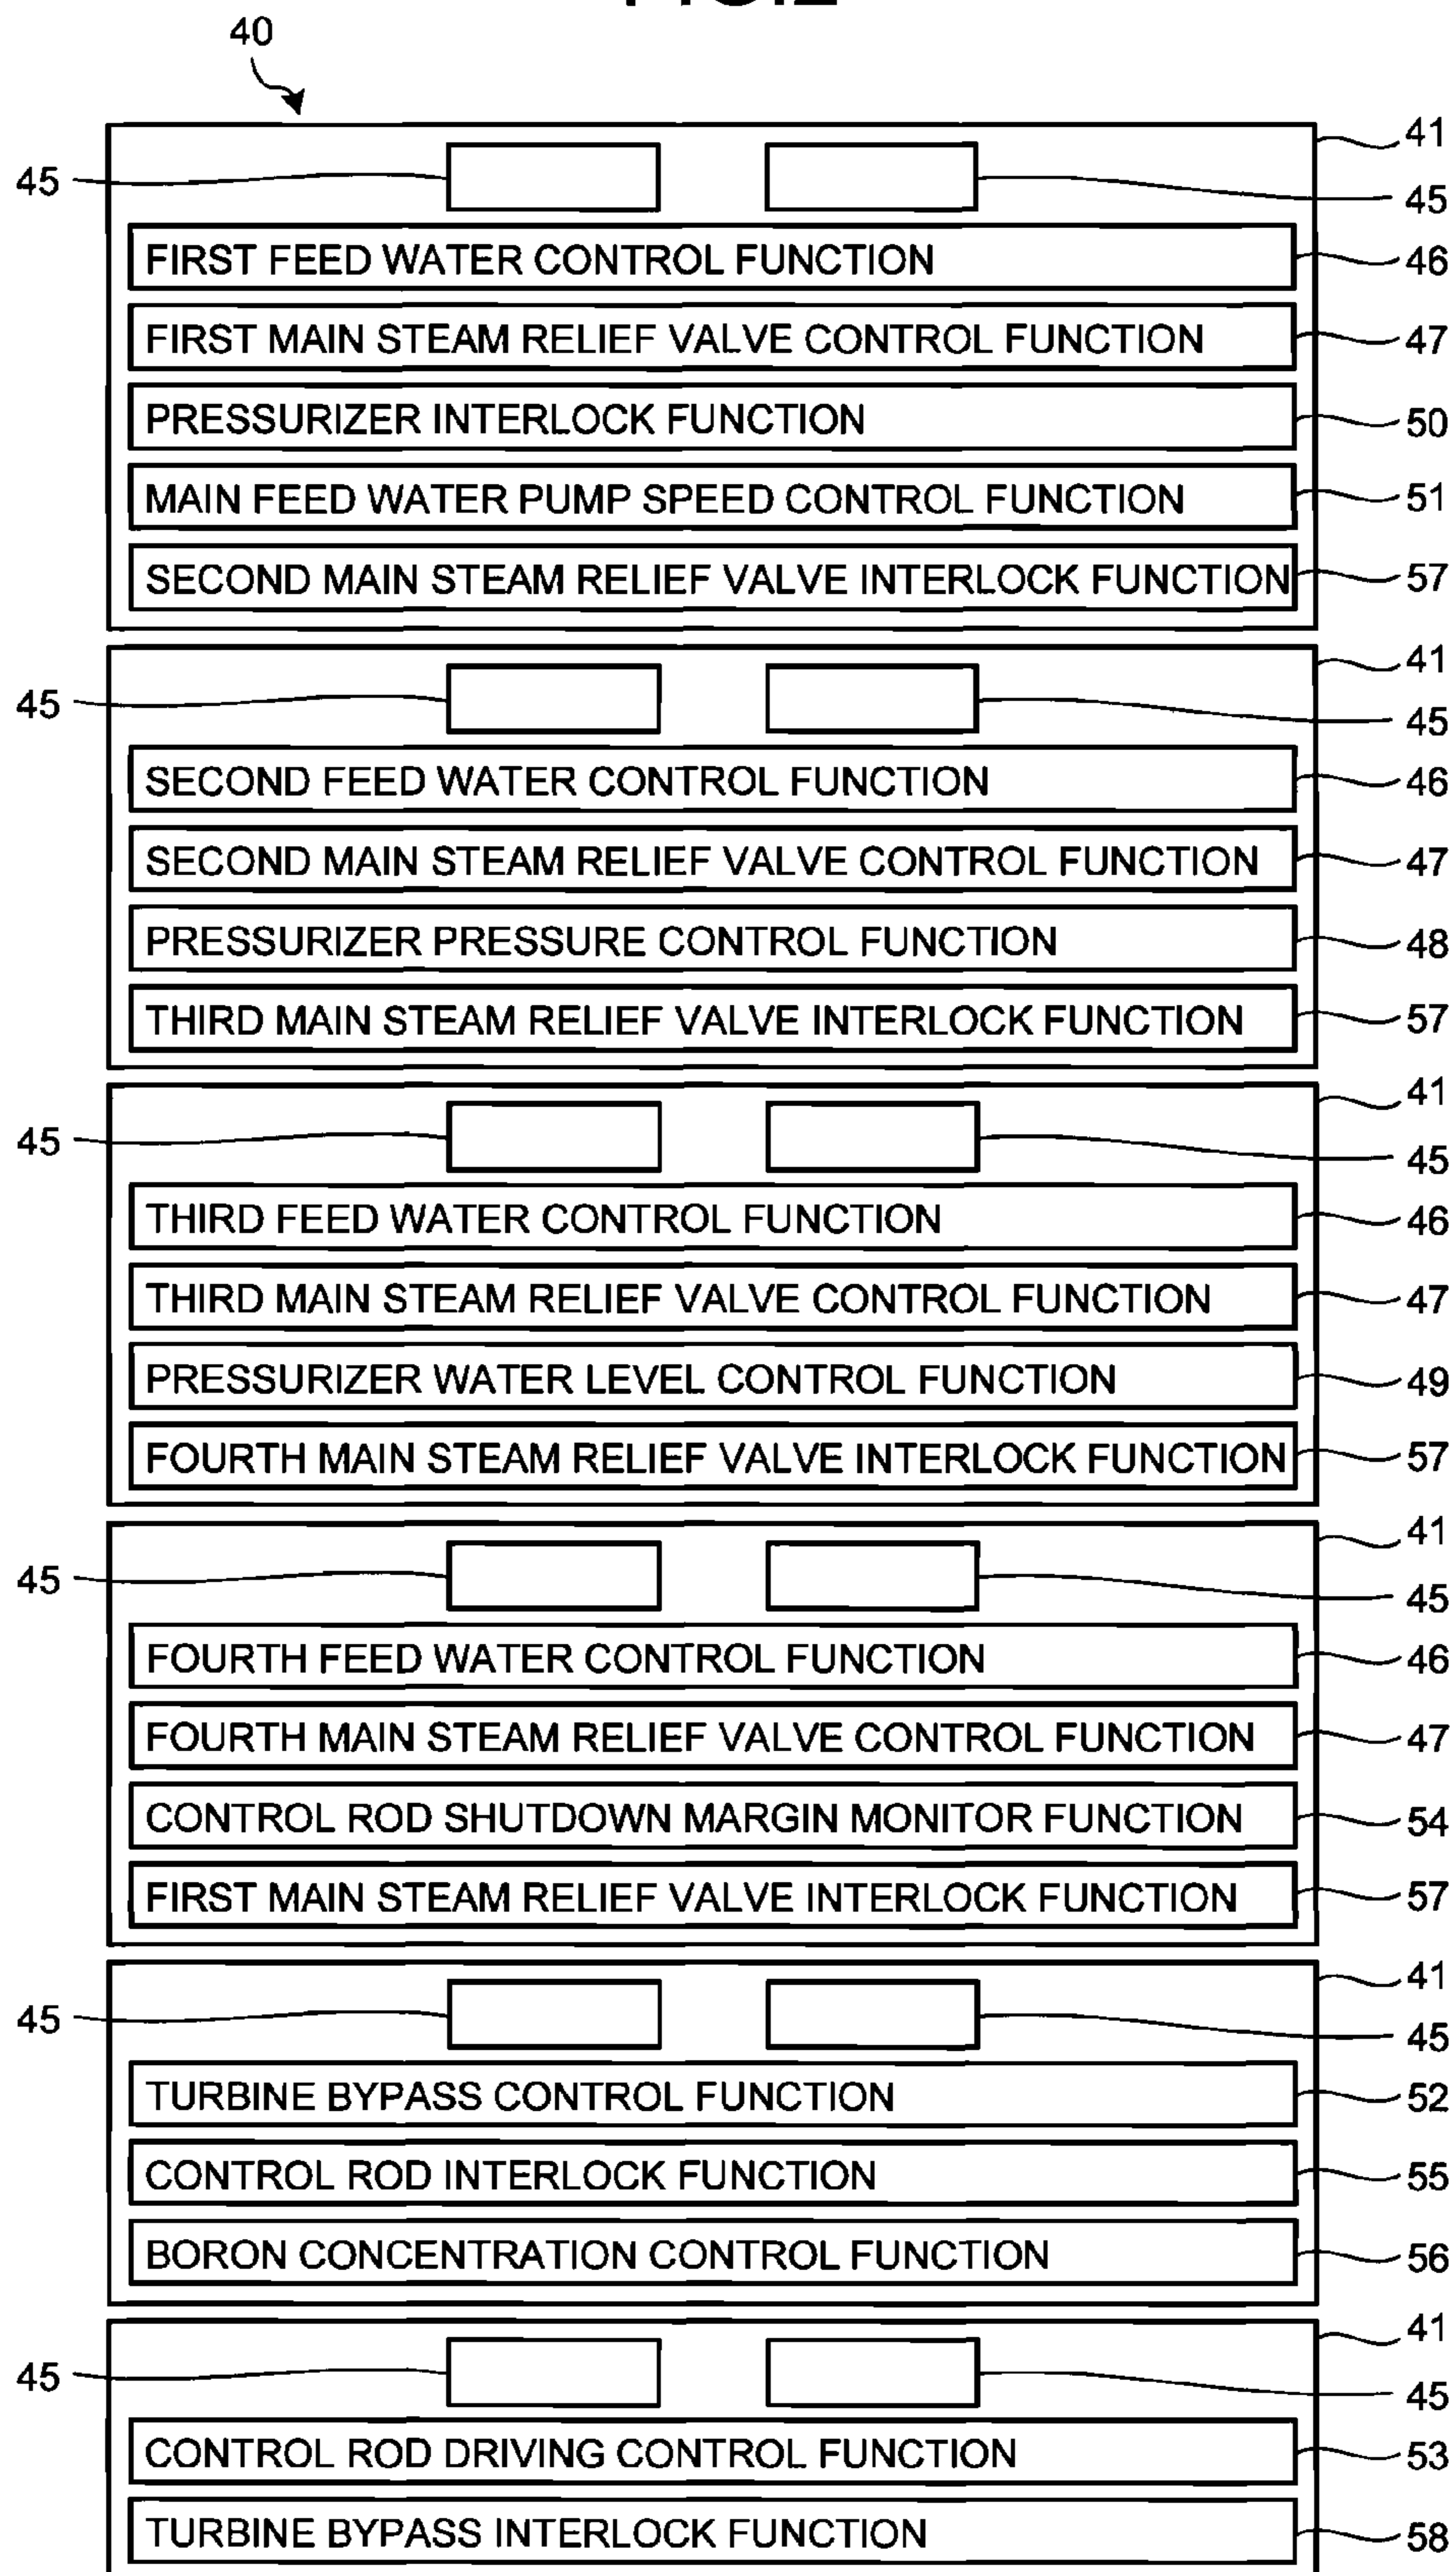 FIG.2
40
41
45
45
FIRST FEED WATER CONTROL FUNCTION 46
FIRST MAIN STEAM RELIEF VALVE CONTROL FUNCTION 47
PRESSURIZER INTERLOCK FUNCTION 50
MAIN FEED WATER PUMP SPEED CONTROL FUNCTION 51
SECOND MAIN STEAM RELIEF VALVE INTERLOCK FUNCTION 57
41
45
45
SECOND FEED WATER CONTROL FUNCTION 46
SECOND MAIN STEAM RELIEF VALVE CONTROL FUNCTION 47
PRESSURIZER PRESSURE CONTROL FUNCTION 48
THIRD MAIN STEAM RELIEF VALVE INTERLOCK FUNCTION 57
41
45
45
THIRD FEED WATER CONTROL FUNCTION 46
THIRD MAIN STEAM RELIEF VALVE CONTROL FUNCTION 47
PRESSURIZER WATER LEVEL CONTROL FUNCTION 49
FOURTH MAIN STEAM RELIEF VALVE INTERLOCK FUNCTION 57
41
45
45
FOURTH FEED WATER CONTROL FUNCTION 46
FOURTH MAIN STEAM RELIEF VALVE CONTROL FUNCTION 47
CONTROL ROD SHUTDOWN MARGIN MONITOR FUNCTION 54
FIRST MAIN STEAM RELIEF VALVE INTERLOCK FUNCTION 57
41
45
45
TURBINE BYPASS CONTROL FUNCTION 52
CONTROL ROD INTERLOCK FUNCTION 55
BORON CONCENTRATION CONTROL FUNCTION 56
41
45
45
CONTROL ROD DRIVING CONTROL FUNCTION 53
TURBINE BYPASS INTERLOCK FUNCTION 58